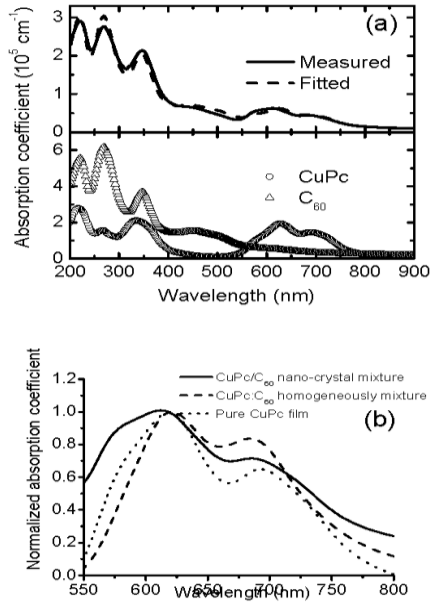 (a)
Absorption coefficient (10⁵ cm⁻¹)
3
2
1
0
Measured
Fitted
6
4
2
0
CuPc
C₆₀
200 300 400 500 600 700 800 900
Wavelength (nm)
CuPc/C₆₀ nano-crystal mixture
CuPc:C₆₀ homogeneously mixture
Pure CuPc film
(b)
Normalized absorption coefficient
1.2
1.0
0.8
0.6
0.4
0.2
0.0
550 600 650 700 750 800
Wavelength (nm)